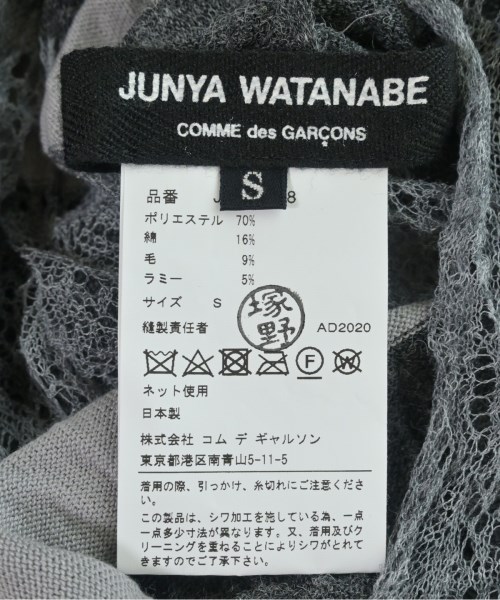 JUNYA WATANABE
COMME des GARÇONS
S
品番 8
ポリエステル 70%
綿 16%
毛 9%
ラミー 5%
サイズ S
縫製責任者 塚野 AD2020
ネット使用
日本製
株式会社 コム デ ギャルソン
東京都港区南青山5-11-5
着用の際、引っかけ、糸切れにご注意ください。
この製品は、シワ加工を施している為、一点
一点多少寸法が異なります。又、着用及びク
リーニングを重ねることによりシワがとれて
きますのでご了承下さい。